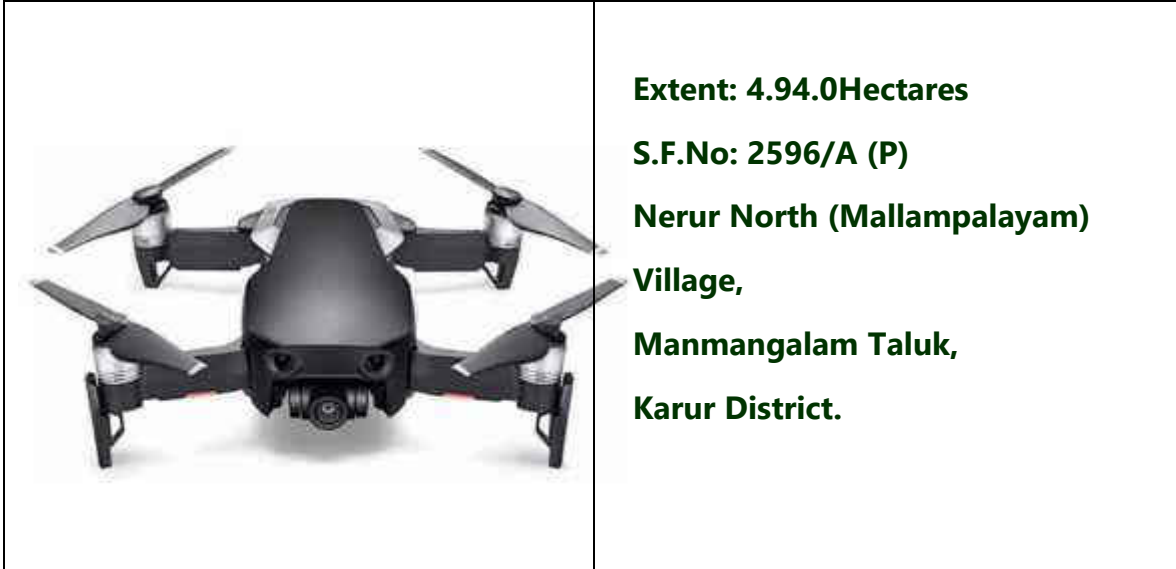 Extent: 4.94.0Hectares
S.F.No: 2596/A (P)
Nerur North (Mallampalayam)
Village,
Manmangalam Taluk,
Karur District.